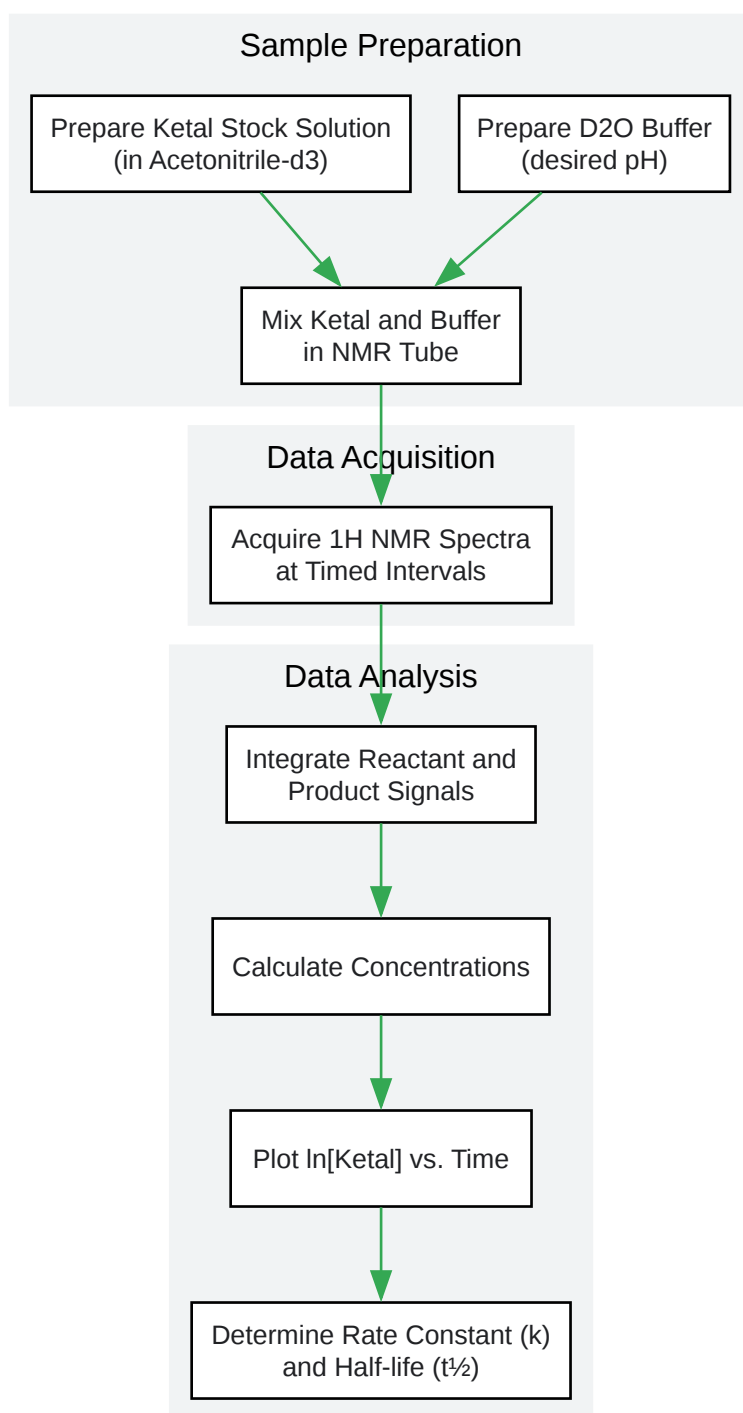 Sample Preparation
Prepare Ketal Stock Solution
(in Acetonitrile-d3)
Prepare D2O Buffer
(desired pH)
Mix Ketal and Buffer
in NMR Tube
Data Acquisition
Acquire 1H NMR Spectra
at Timed Intervals
Data Analysis
Integrate Reactant and
Product Signals
Calculate Concentrations
Plot ln[Ketal] vs. Time
Determine Rate Constant (k)
and Half-life (t½)